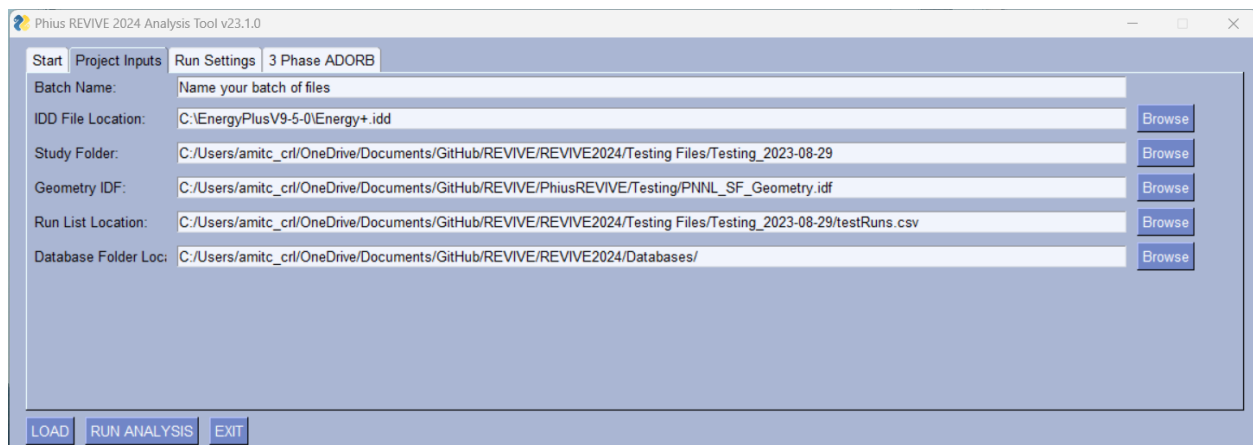 Phius REVIVE 2024 Analysis Tool v23.1.0
Start Project Inputs Run Settings 3 Phase ADORB
Batch Name: Name your batch of files
IDD File Location: C:\EnergyPlusV9-5-0\Energy+.idd Browse
Study Folder: C:/Users/amitc_crl/OneDrive/Documents/GitHub/REVIVE/REVIVE2024/Testing Files/Testing_2023-08-29 Browse
Geometry IDF: C:/Users/amitc_crl/OneDrive/Documents/GitHub/REVIVE/PhiusREVIVE/Testing/PNNL_SF_Geometry.idf Browse
Run List Location: C:/Users/amitc_crl/OneDrive/Documents/GitHub/REVIVE/REVIVE2024/Testing Files/Testing_2023-08-29/testRuns.csv Browse
Database Folder Loca C:/Users/amitc_crl/OneDrive/Documents/GitHub/REVIVE/REVIVE2024/Databases/ Browse
LOAD RUN ANALYSIS EXIT